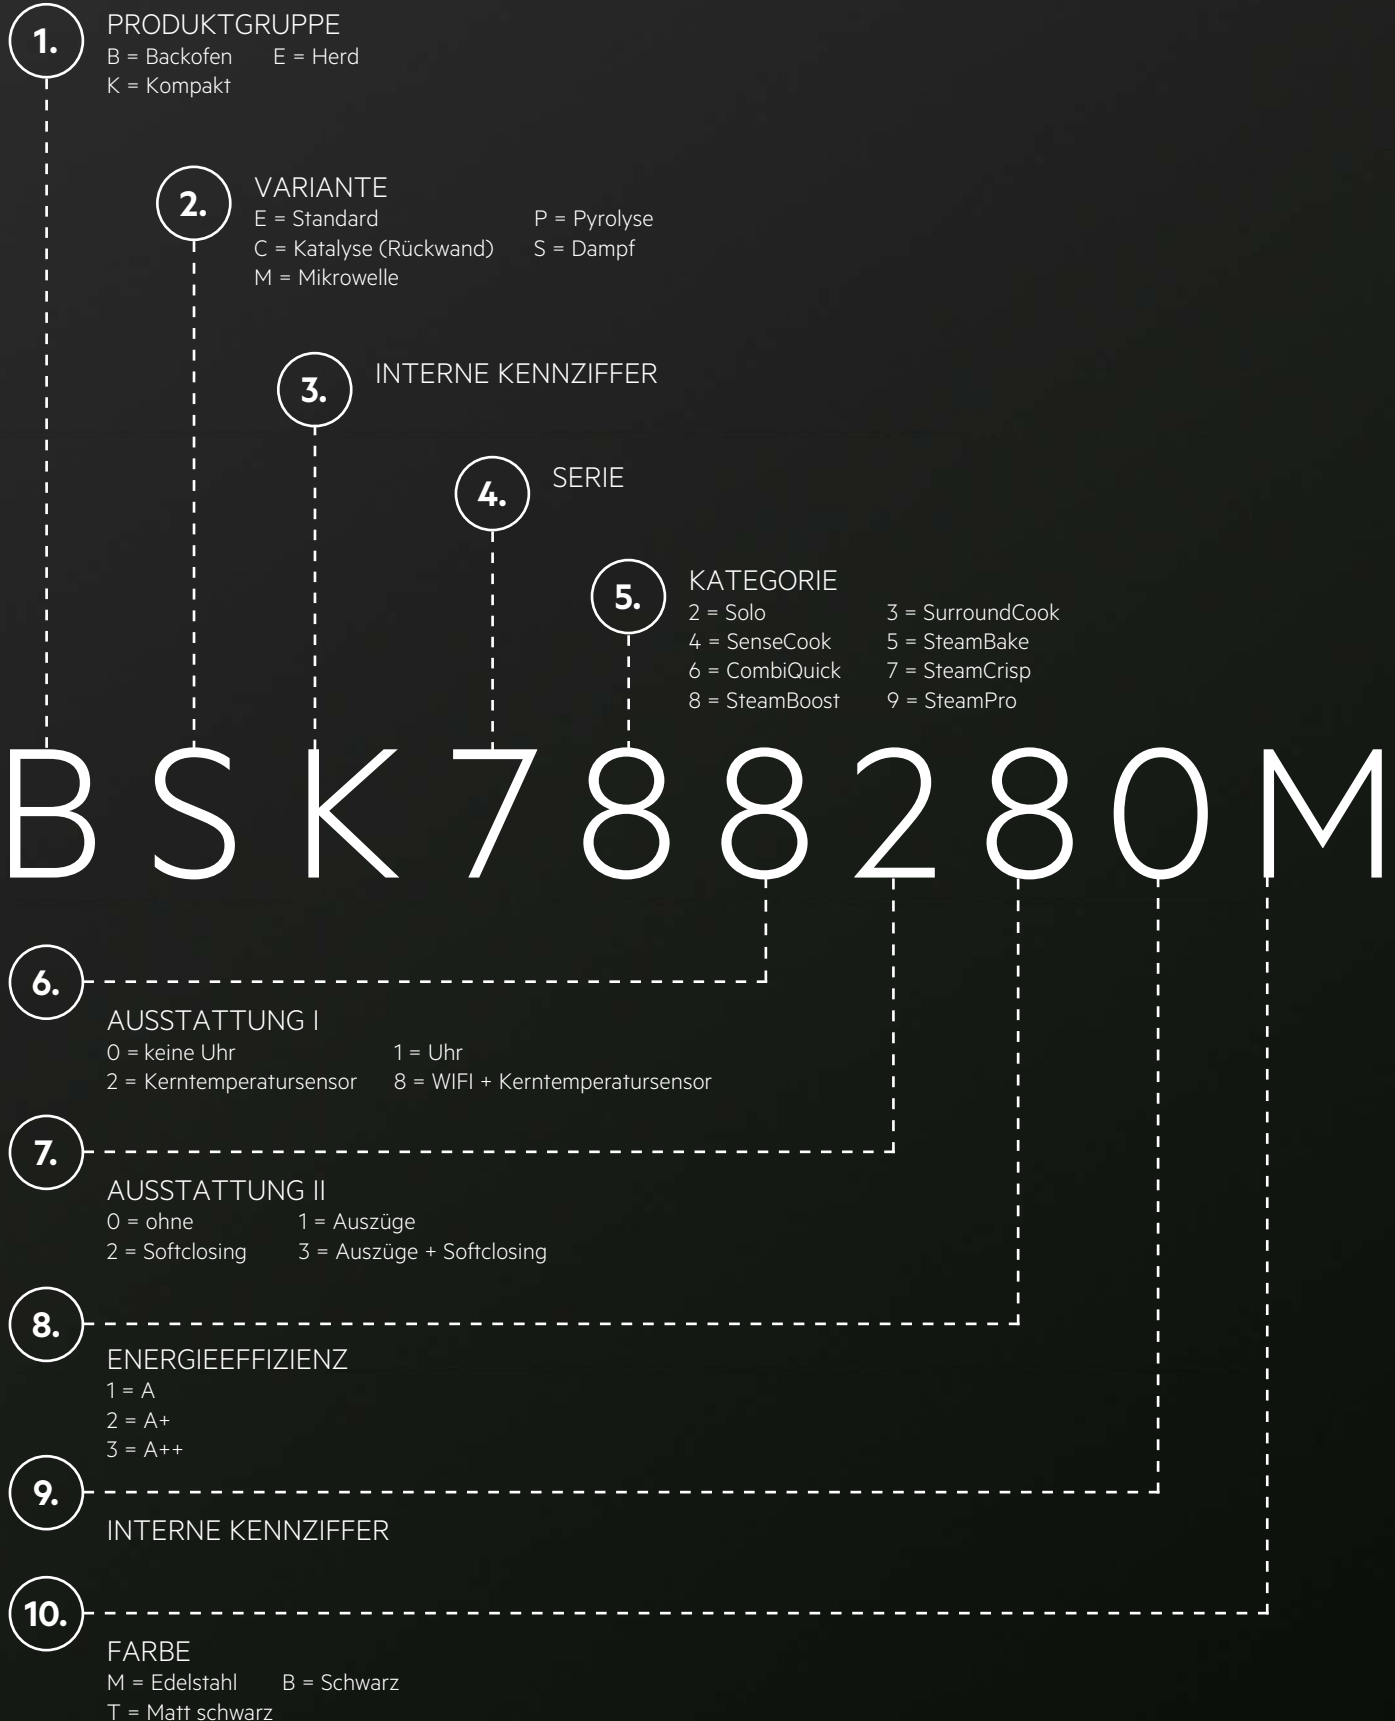 1.
PRODUKTGRUPPE
B = Backofen E = Herd
K = Kompakt
2.
VARIANTE
E = Standard P = Pyrolyse
C = Katalyse (Rückwand) S = Dampf
M = Mikrowelle
3.
INTERNE KENNZIFFER
4.
SERIE
5.
KATEGORIE
2 = Solo 3 = SurroundCook
4 = SenseCook 5 = SteamBake
6 = CombiQuick 7 = SteamCrisp
8 = SteamBoost 9 = SteamPro
BSK788280M
6.
AUSSTATTUNG I
0 = keine Uhr 1 = Uhr
2 = Kerntemperatursensor 8 = WIFI + Kerntemperatursensor
7.
AUSSTATTUNG II
0 = ohne 1 = Auszüge
2 = Softclosing 3 = Auszüge + Softclosing
8.
ENERGIEEFFIZIENZ
1 = A
2 = A+
3 = A++
9.
INTERNE KENNZIFFER
10.
FARBE
M = Edelstahl B = Schwarz
T = Matt schwarz